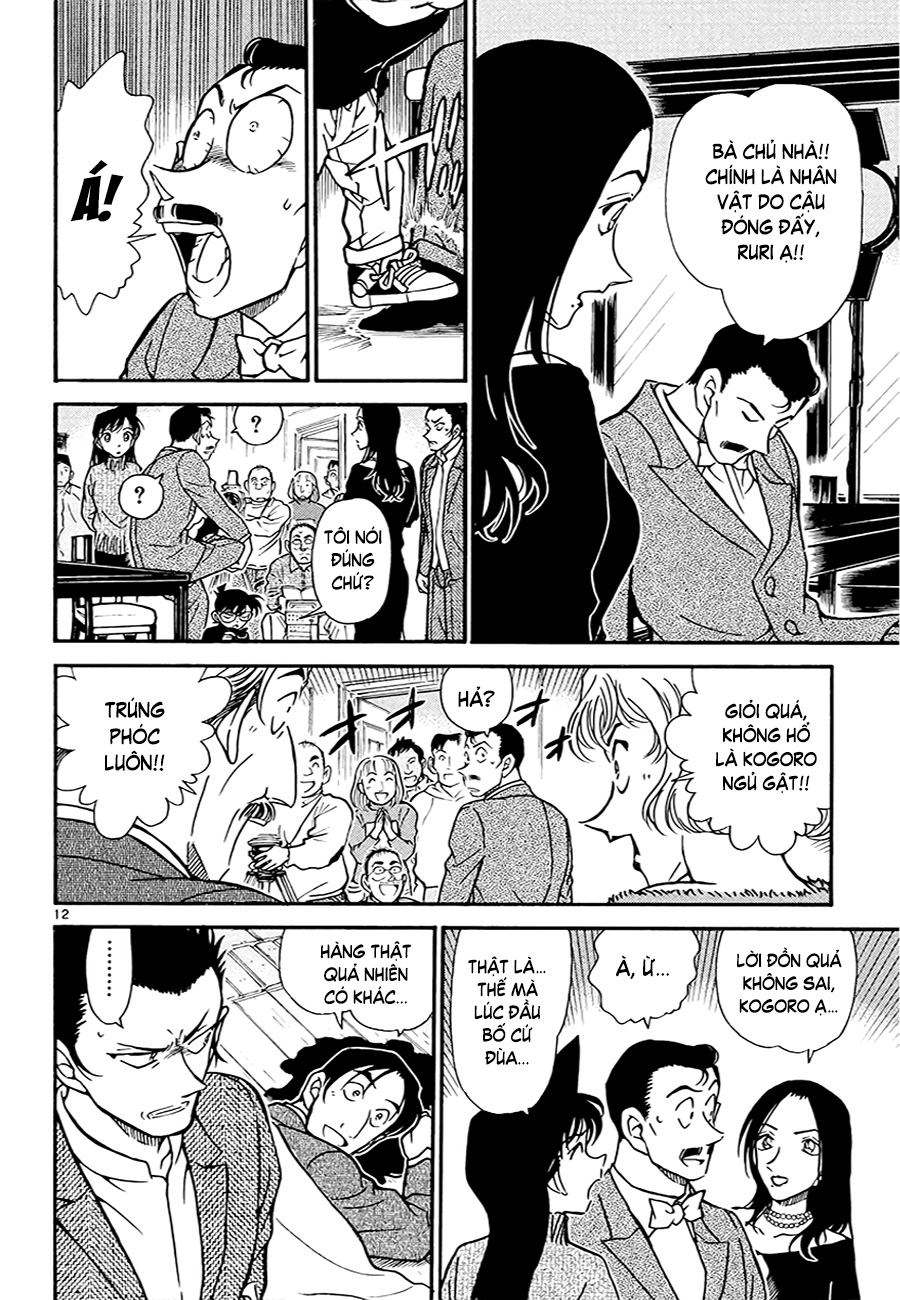 BÀ CHỦ NHÀ!!
CHÍNH LÀ NHÂN
VẬT DO CẬU
ĐÓNG ĐẤY,
RURI Ạ!!
Á!
?
?
TÔI NÓI
ĐÚNG
CHỨ?
GIỎI QUÁ,
KHÔNG HỔ
LÀ KOGORO
NGỦ GẬT!!
HẢ?
TRÚNG
PHÓC
LUÔN!!
12
LỜI ĐỒN QUẢ
KHÔNG SAI,
KOGORO Ạ...
À, Ừ...
THẬT LÀ...
THẾ MÀ
LÚC ĐẦU
BỐ CỨ
ĐÙA...
HÀNG THẬT
QUẢ NHIÊN
CÓ KHÁC...
.........